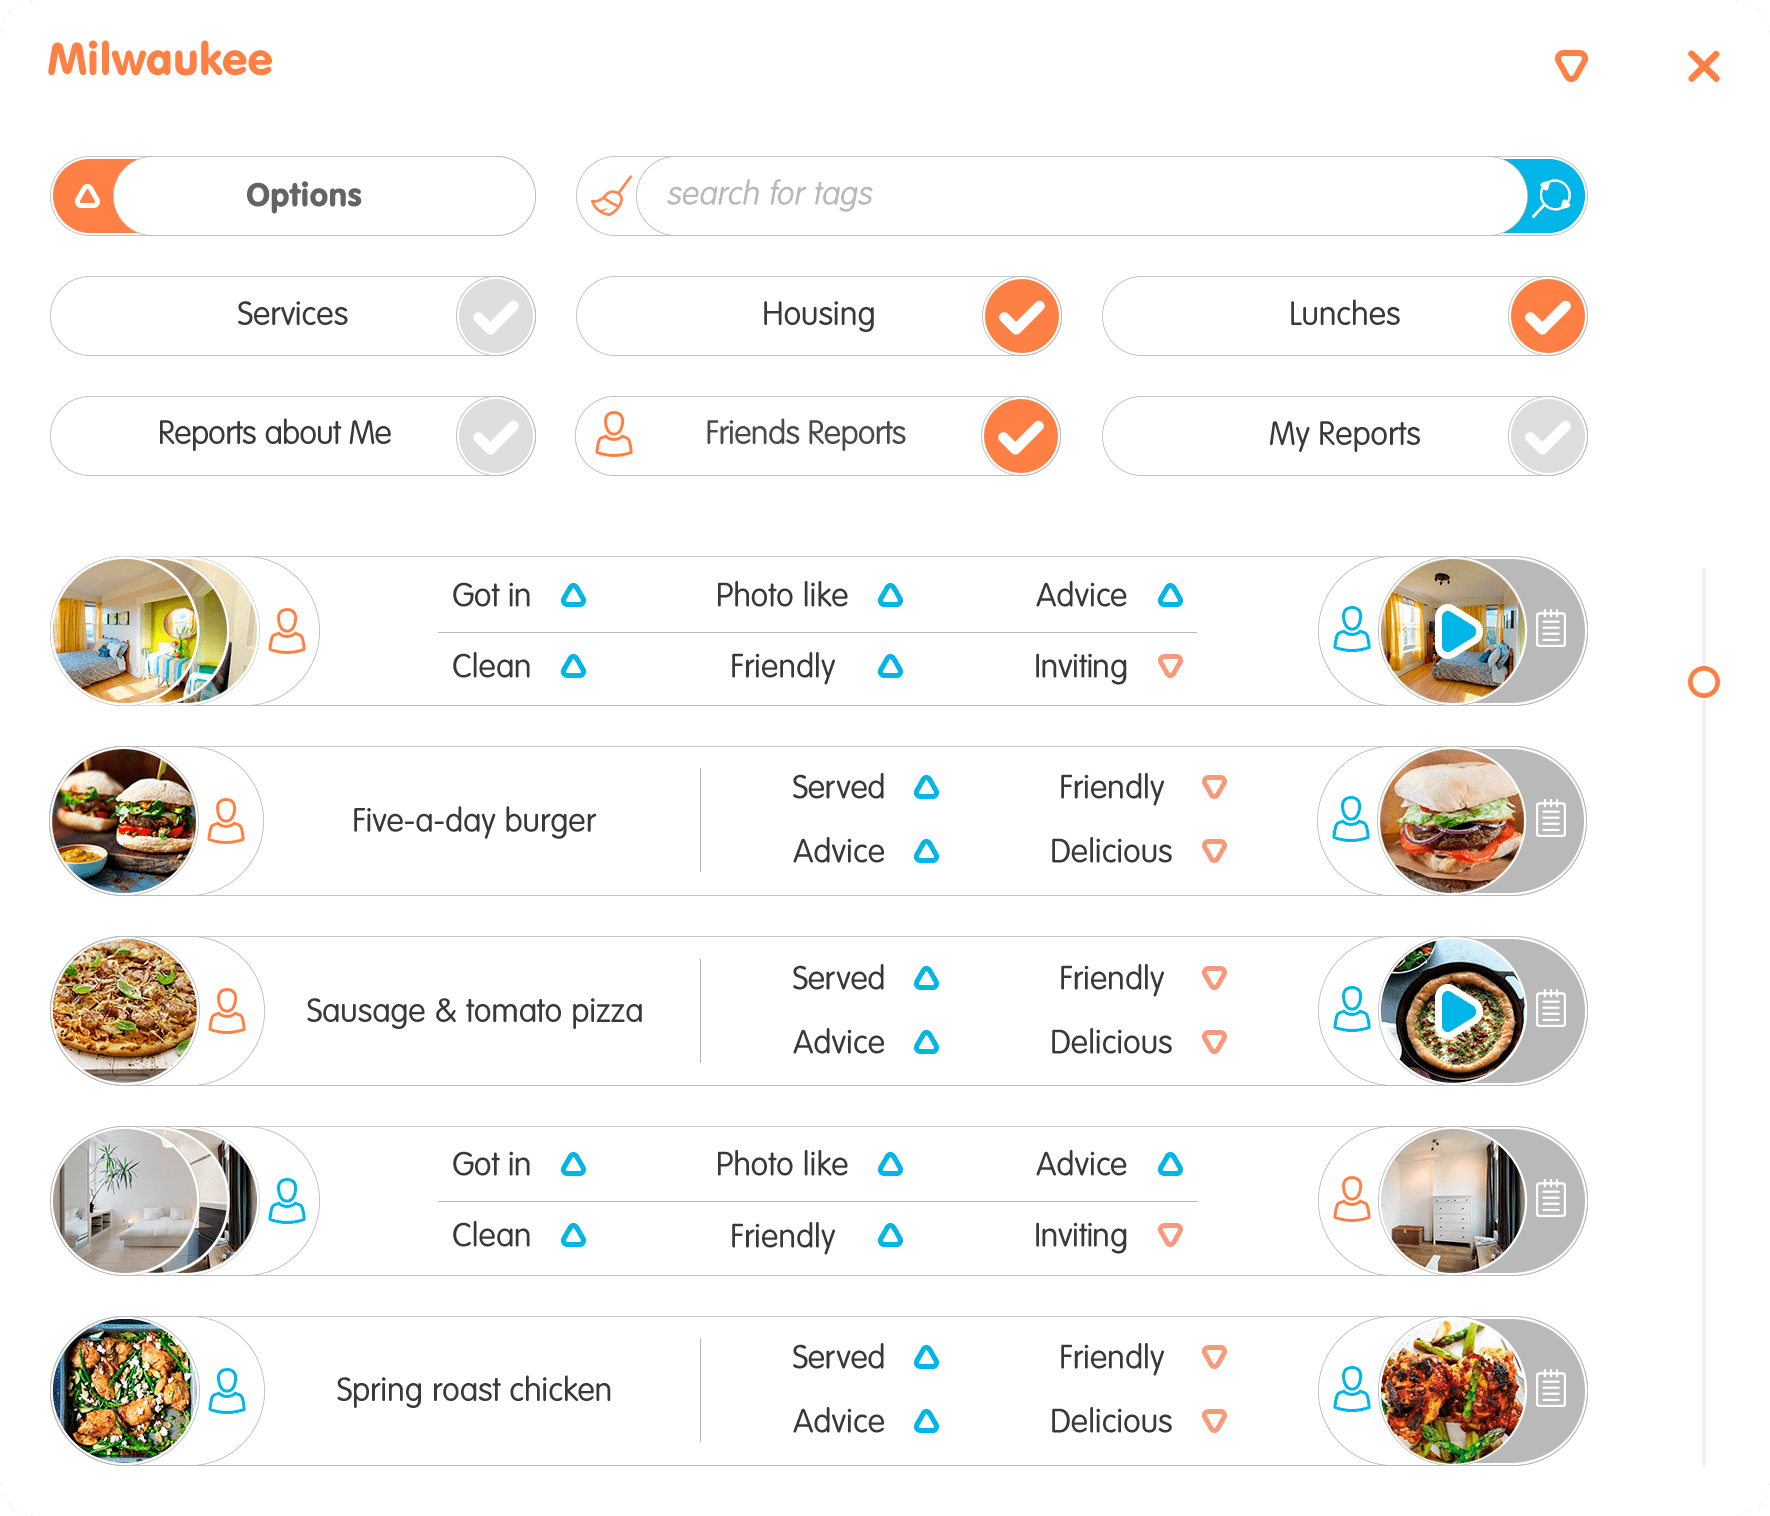 Milwaukee
Options
search for tags
Services
Housing
Lunches
Reports about Me
Friends Reports
My Reports
Got in
Photo like
Advice
Clean
Friendly
Inviting
Five-a-day burger
Served
Friendly
Advice
Delicious
Sausage & tomato pizza
Served
Friendly
Advice
Delicious
Got in
Photo like
Advice
Clean
Friendly
Inviting
Spring roast chicken
Served
Friendly
Advice
Delicious